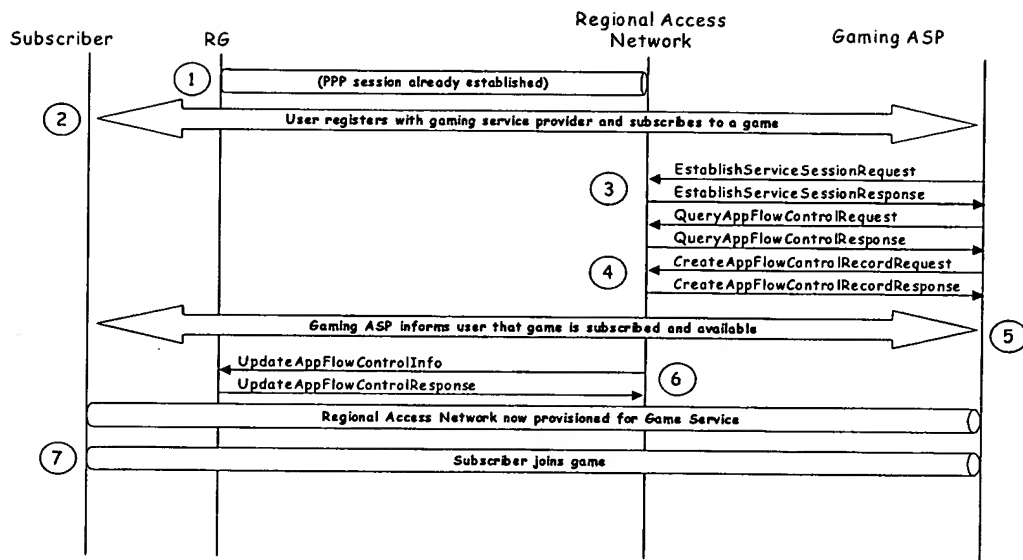 Subscriber
RG
Regional Access
Network
Gaming ASP
1
(PPP session already established)
2
User registers with gaming service provider and subscribes to a game
EstablishServiceSessionRequest
3
EstablishServiceSessionResponse
QueryAppFlowControlRequest
QueryAppFlowControlResponse
4
CreateAppFlowControlRecordRequest
CreateAppFlowControlRecordResponse
Gaming ASP informs user that game is subscribed and available
5
UpdateAppFlowControlInfo
6
UpdateAppFlowControlResponse
Regional Access Network now provisioned for Game Service
7
Subscriber joins game